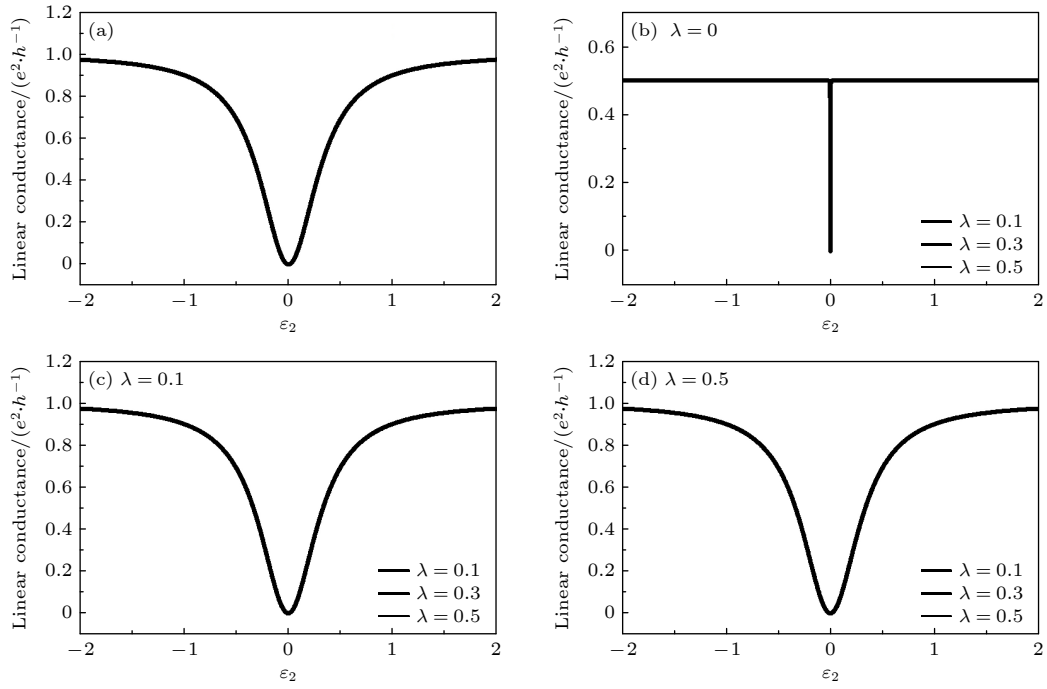 (a)
Linear conductance/(e²·h⁻¹)
1.2
1.0
0.8
0.6
0.4
0.2
0
−2 −1 0 1 2
ε₂
(b) λ = 0
Linear conductance/(e²·h⁻¹)
0.6
0.4
0.2
0
λ = 0.1
λ = 0.3
λ = 0.5
−2 −1 0 1 2
ε₂
(c) λ = 0.1
Linear conductance/(e²·h⁻¹)
1.2
1.0
0.8
0.6
0.4
0.2
0
λ = 0.1
λ = 0.3
λ = 0.5
−2 −1 0 1 2
ε₂
(d) λ = 0.5
Linear conductance/(e²·h⁻¹)
1.2
1.0
0.8
0.6
0.4
0.2
0
λ = 0.1
λ = 0.3
λ = 0.5
−2 −1 0 1 2
ε₂